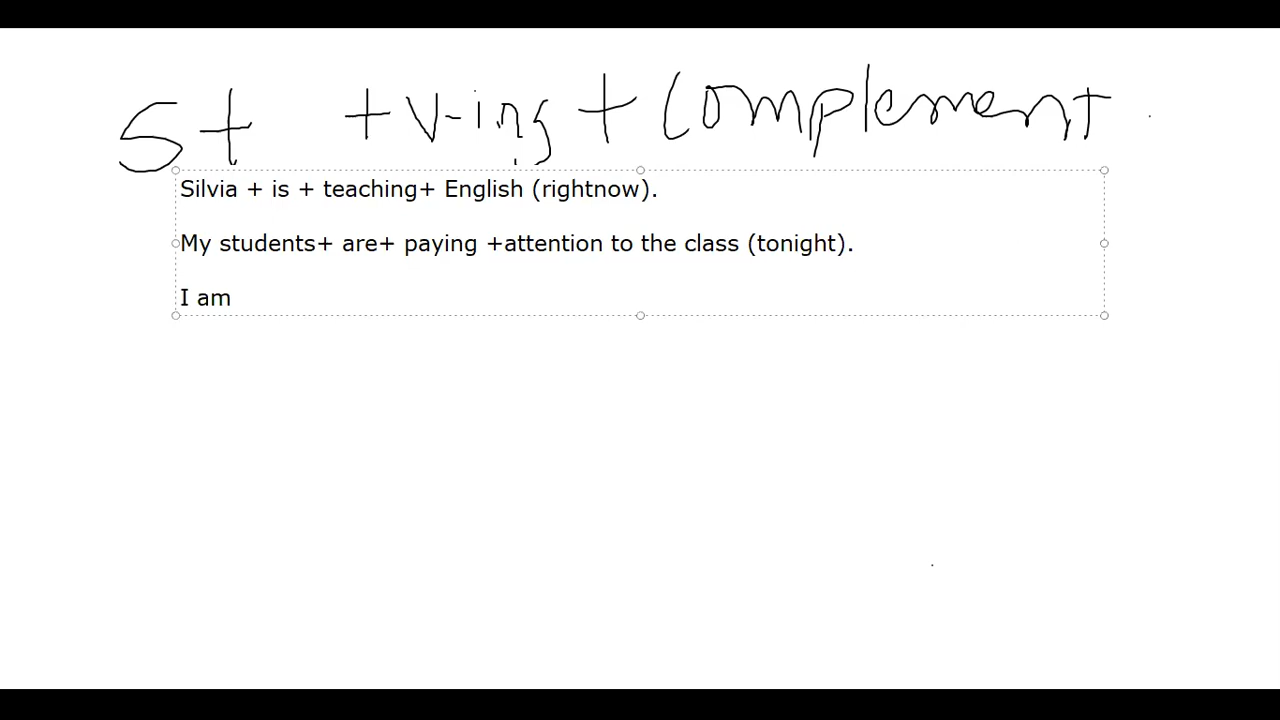 S+ +V-ing + Complement
Silvia + is + teaching+ English (rightnow).
My students+ are+ paying +attention to the class (tonight).
I am